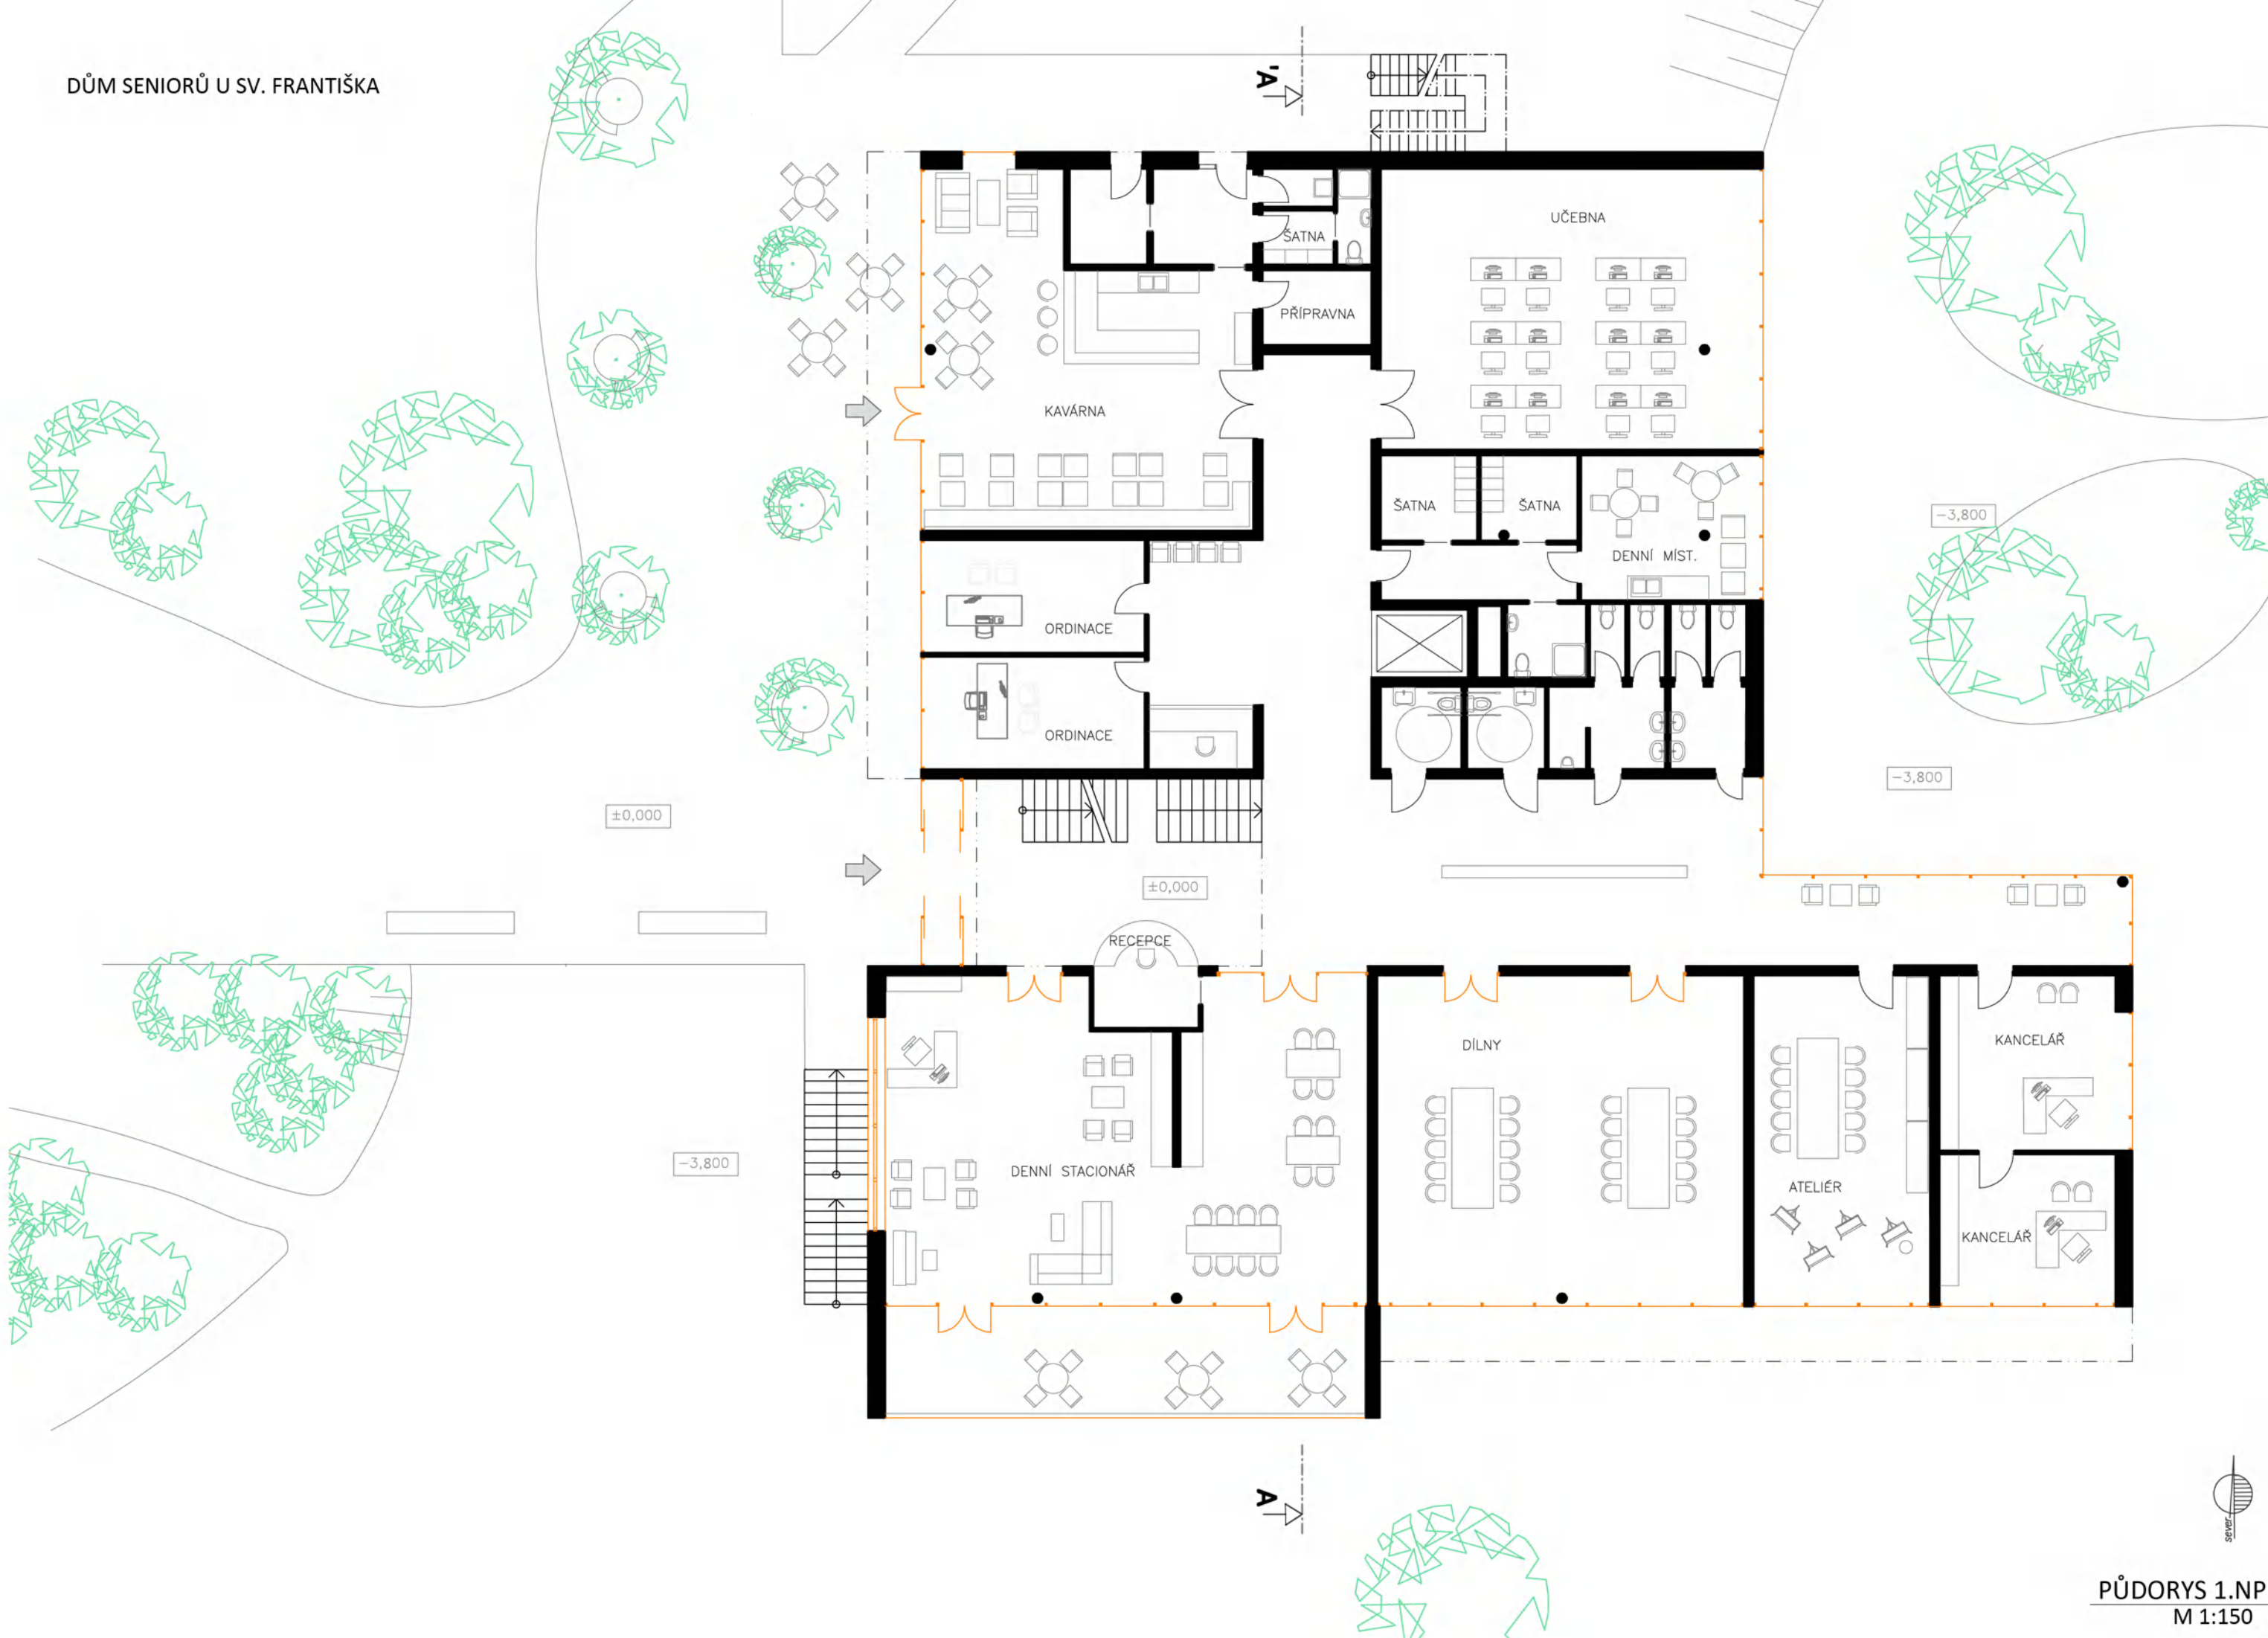 DŮM SENIORŮ U SV. FRANTIŠKA
A'
UČEBNA
ŠATNA
PŘÍPRAVNA
KAVÁRNA
ŠATNA
ŠATNA
-3,800
DENNÍ MÍST.
ORDINACE
ORDINACE
-3,800
±0,000
±0,000
RECEPCE
DÍLNY
KANCELÁŘ
-3,800
DENNÍ STACIONÁŘ
ATELIÉR
KANCELÁŘ
A
sever
PŮDORYS 1.NP
M 1:150